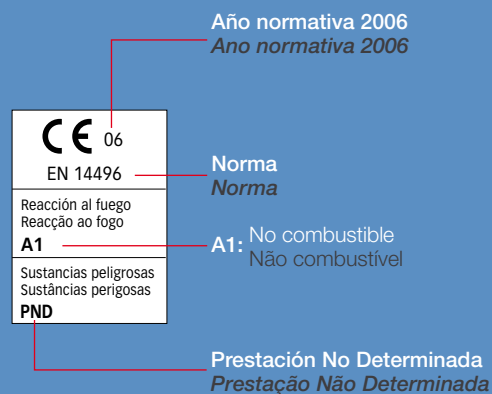 Año normativa 2006
Ano normativa 2006
CE 06
EN 14496
Norma
Norma
Reacción al fuego
Reacção ao fogo
A1
A1: No combustible
Não combustível
Sustancias peligrosas
Sustâncias perigosas
PND
Prestación No Determinada
Prestação Não Determinada